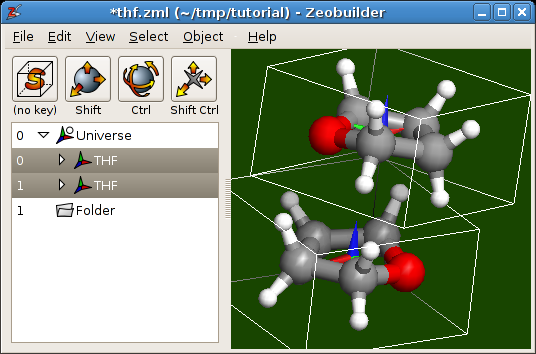 *thf.zml (~/tmp/tutorial) - Zeobuilder
File Edit View Select Object Help
S
(no key) Shift Ctrl Shift Ctrl
0 Universe
0 THF
1 THF
1 Folder